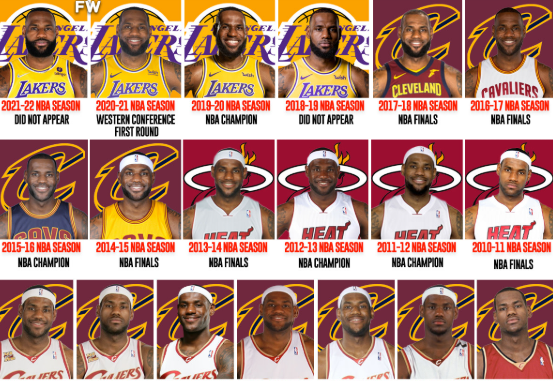 FW
LAKERS LAKERS LAKERS LAKERS CLEVELAND CAVALIERS
2021-22 NBA SEASON 2020-21 NBA SEASON 2019-20 NBA SEASON 2018-19 NBA SEASON 2017-18 NBA SEASON 2016-17 NBA SEASON
DID NOT APPEAR WESTERN CONFERENCE NBA CHAMPION DID NOT APPEAR NBA FINALS NBA FINALS
FIRST ROUND
HEAT HEAT HEAT HEAT
2015-16 NBA SEASON 2014-15 NBA SEASON 2013-14 NBA SEASON 2012-13 NBA SEASON 2011-12 NBA SEASON 2010-11 NBA SEASON
NBA CHAMPION NBA FINALS NBA FINALS NBA CHAMPION NBA CHAMPION NBA FINALS